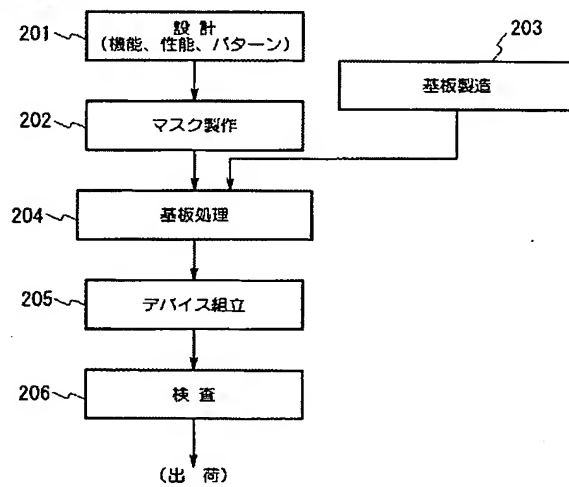 201
設 計
(機能、性能、パターン)
203
基板製造
202
マスク製作
204
基板処理
205
デバイス組立
206
検 査
(出 荷)